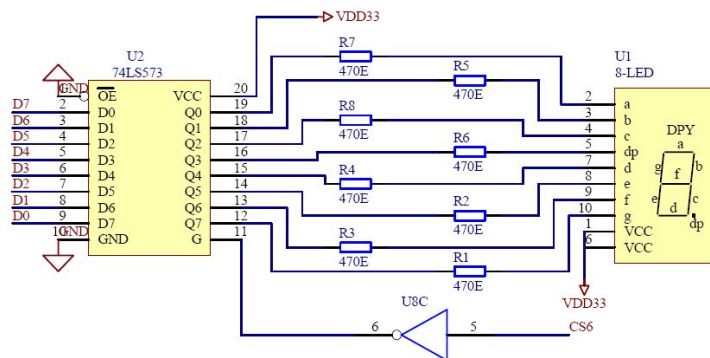 VDD33
U2
74LS573
R7
470E
U1
8-LED
GND
1
OE
VCC
20
R5
470E
D7
2
D0
Q0
19
2
a
D6
3
D1
Q1
18
R8
470E
3
b
D5
4
D2
Q2
17
4
c
DPY
D4
5
D3
Q3
16
R6
470E
5
dp
a
D3
6
D4
Q4
15
R4
470E
7
d
g
f
b
D2
7
D5
Q5
14
8
e
D1
8
D6
Q6
13
R2
470E
9
f
e
d
c
D0
9
D7
Q7
12
R3
470E
10
g
dp
GND
10
GND
G
11
R1
470E
1
VCC
6
VCC
U8C
VDD33
6
5
CS6